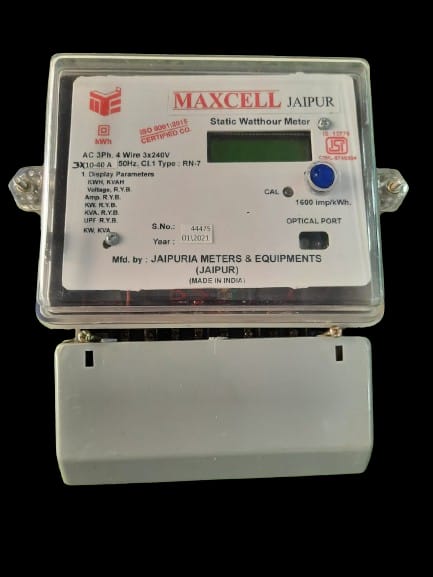 MAXCELL JAIPUR
ISO 9001:2015
CERTIFIED CO.
Static Watthour Meter
kWh
IS 13779
ISI
AC 3Ph. 4 Wire 3x240V
3X10-40 A 50Hz, Cl.1 Type : RN-7
1. Display Parameters
KWH, KVAH
Voltage, R.Y.B.
Amp. R.Y.B.
KW. R.Y.B.
KVA. R.Y.B.
UPF R.Y.B.
KW, KVA
CAL
1600 imp/kWh.
OPTICAL PORT
S.No.: 44475
Year : 01\2021
Mfd. by : JAIPURIA METERS & EQUIPMENTS
(JAIPUR)
(MADE IN INDIA)